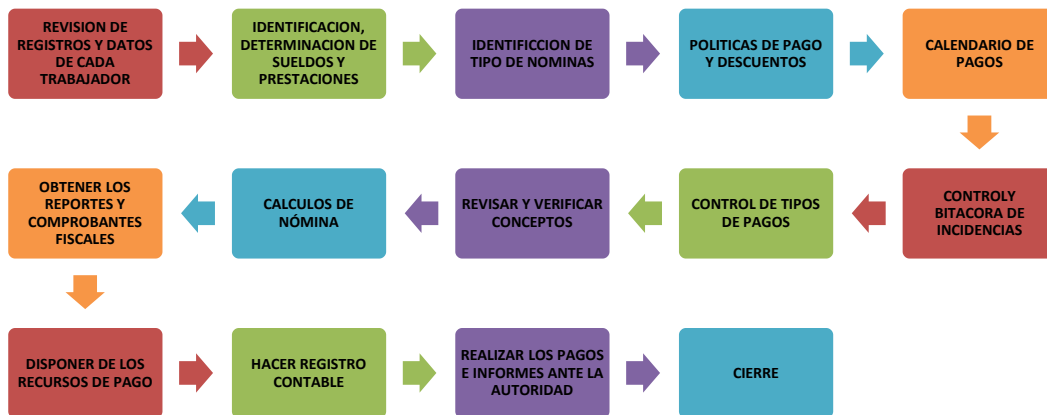 REVISION DE
REGISTROS Y DATOS
DE CADA
TRABAJADOR
IDENTIFICACION,
DETERMINACION DE
SUELDOS Y
PRESTACIONES
IDENTIFICCION DE
TIPO DE NOMINAS
POLITICAS DE PAGO
Y DESCUENTOS
CALENDARIO DE
PAGOS
CONTROLY
BITACORA DE
INCIDENCIAS
CONTROL DE TIPOS
DE PAGOS
REVISAR Y VERIFICAR
CONCEPTOS
CALCULOS DE
NÓMINA
OBTENER LOS
REPORTES Y
COMPROBANTES
FISCALES
DISPONER DE LOS
RECURSOS DE PAGO
HACER REGISTRO
CONTABLE
REALIZAR LOS PAGOS
E INFORMES ANTE LA
AUTORIDAD
CIERRE